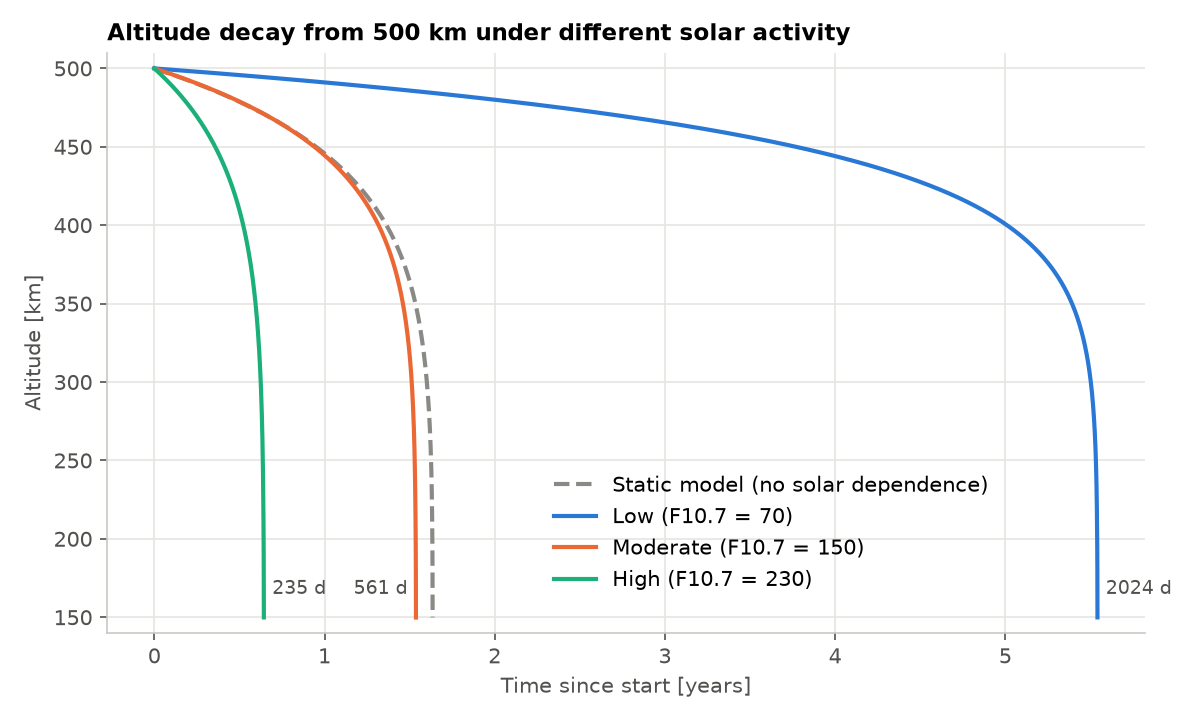 Altitude decay from 500 km under different solar activity
Altitude [km]
500
450
400
350
300
250
200
150
Static model (no solar dependence)
Low (F10.7 = 70)
Moderate (F10.7 = 150)
High (F10.7 = 230)
235 d
561 d
2024 d
0
1
2
3
4
5
Time since start [years]